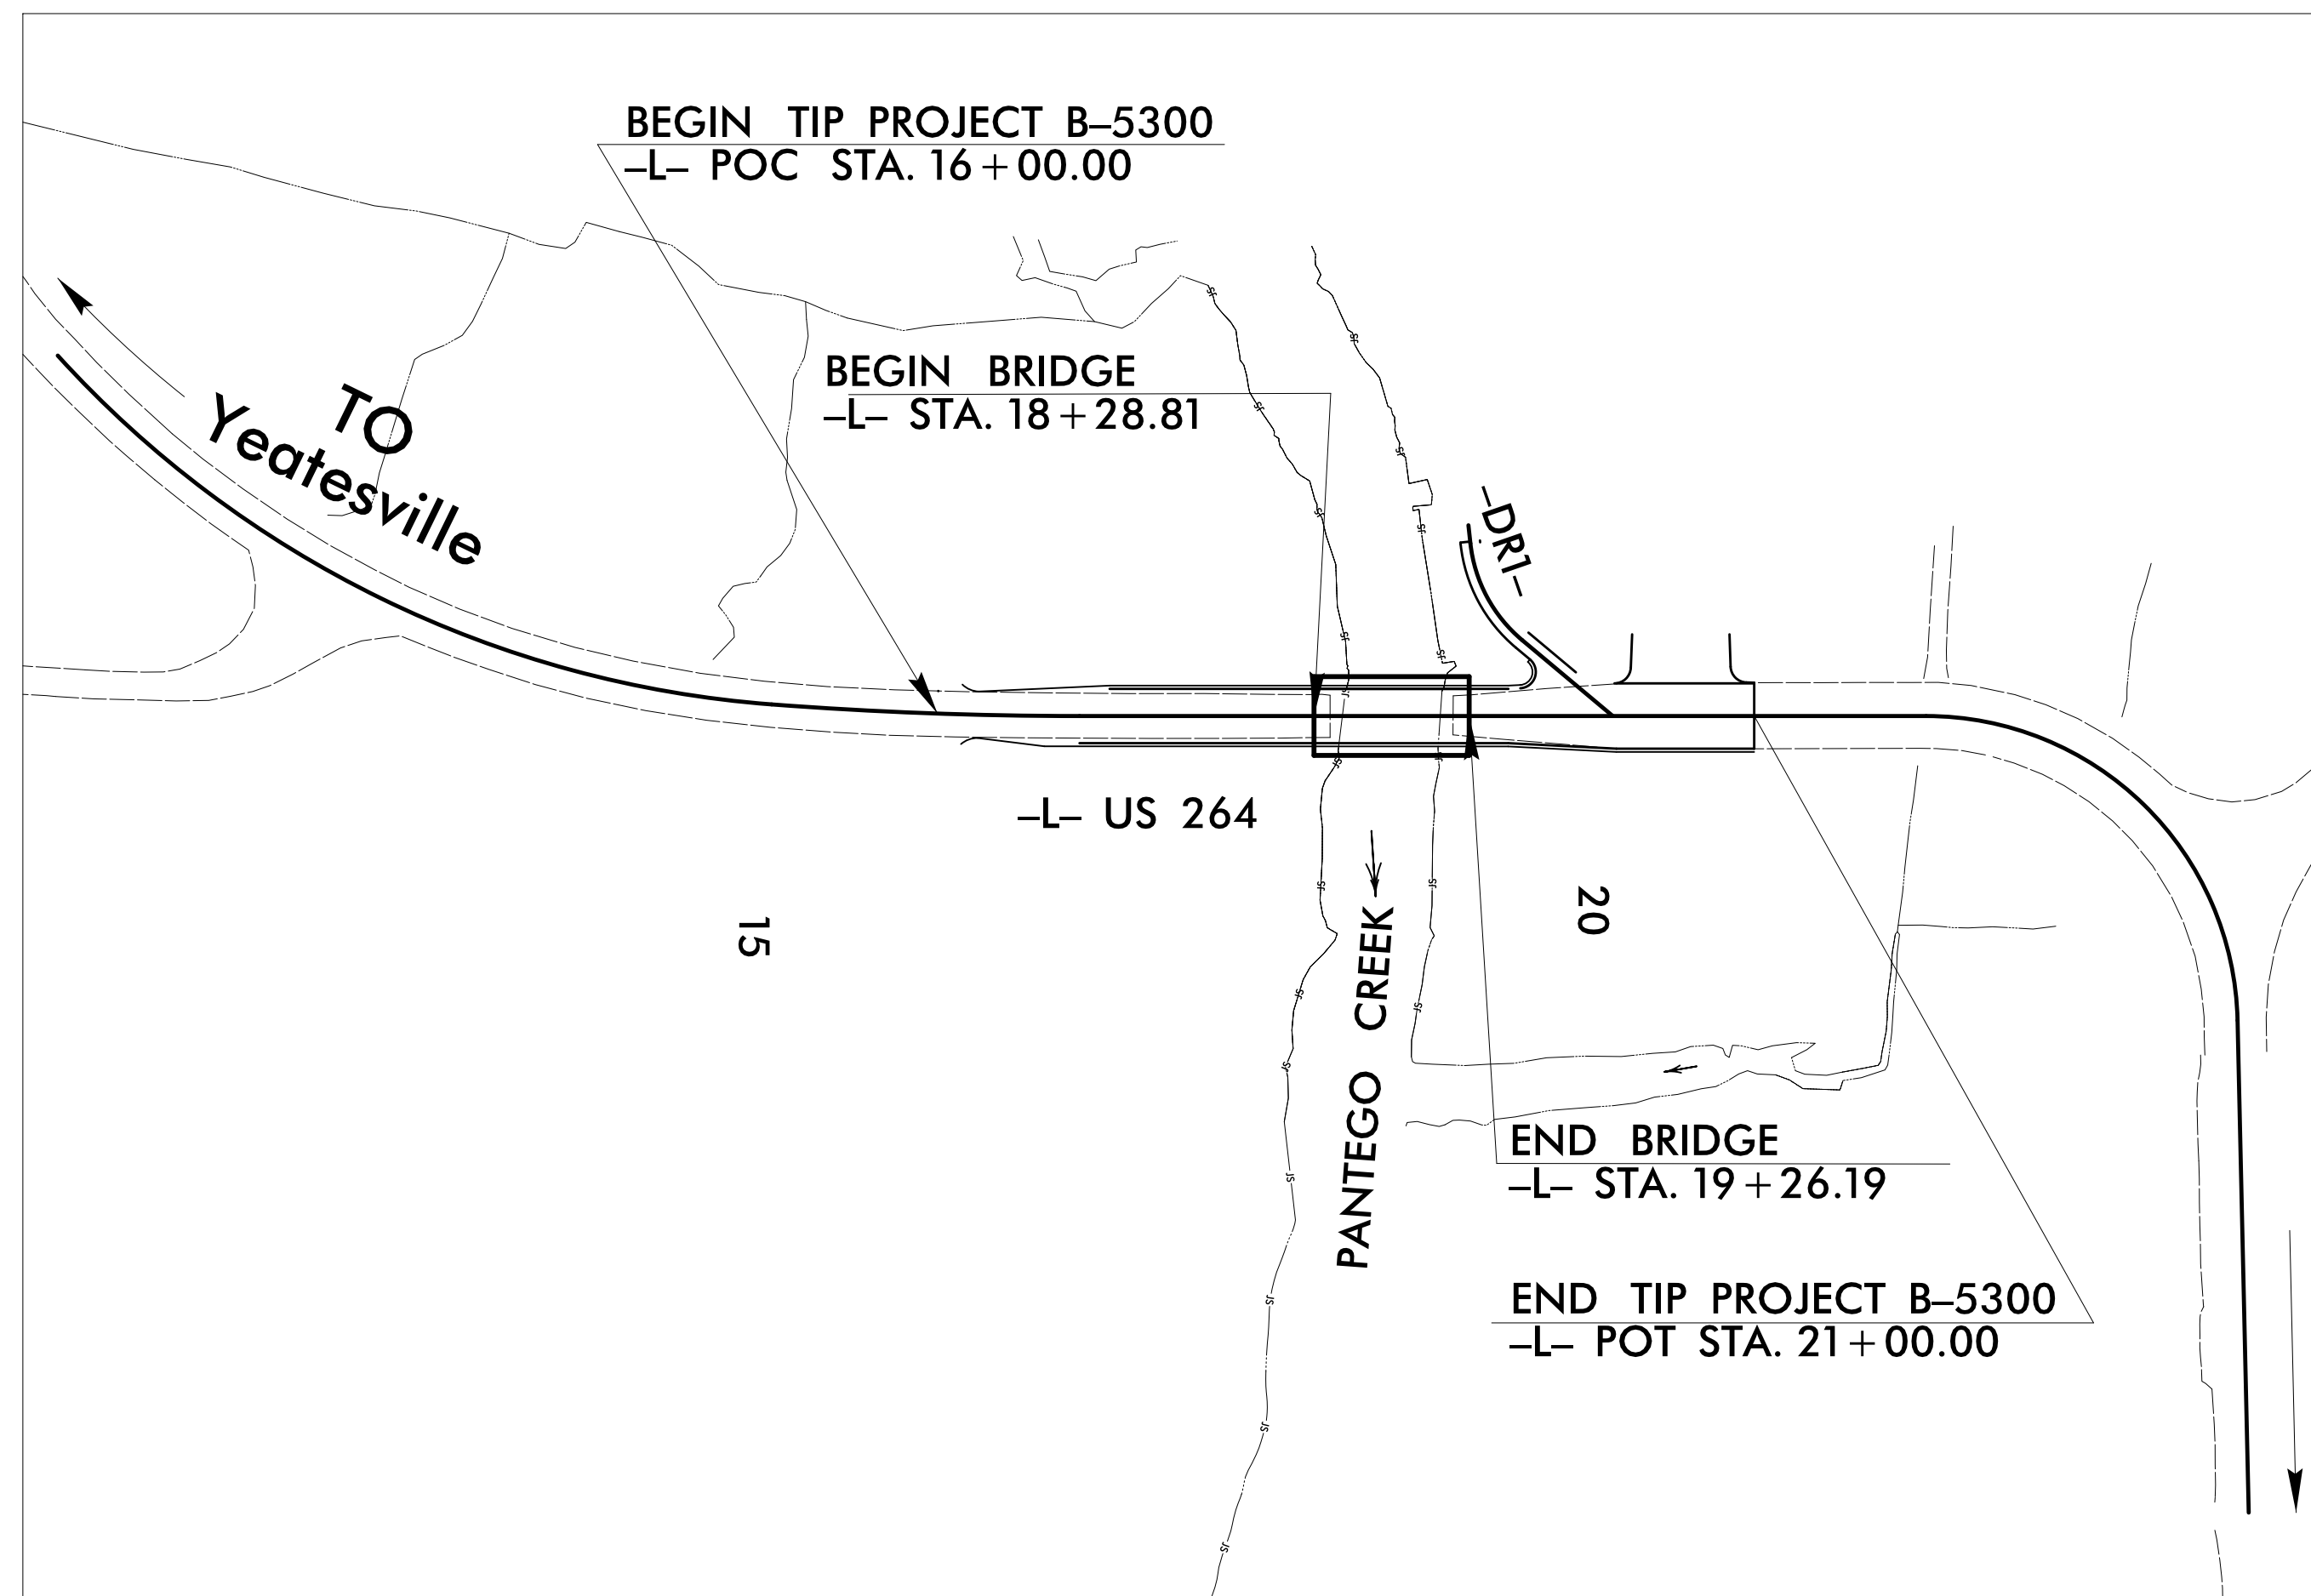 BEGIN TIP PROJECT B–5300
–L– POC STA. 16+00.00
BEGIN BRIDGE
–L– STA. 18+28.81
TO
Yeatesville
–DR1–
–L– US 264
15
20
PANTEGO CREEK
END BRIDGE
–L– STA. 19+26.19
END TIP PROJECT B–5300
–L– POT STA. 21+00.00